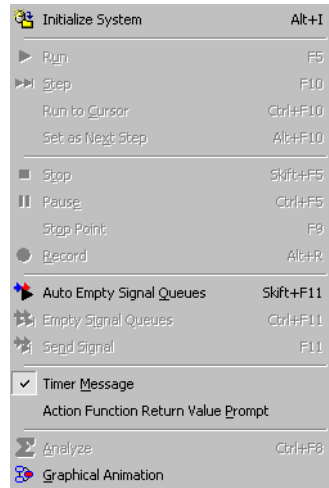 Initialize System Alt+I
Run F5
Step F10
Run to Cursor Ctrl+F10
Set as Next Step Alt+F10
Stop Skift+F5
Pause Ctrl+F5
Stop Point F9
Record Alt+R
Auto Empty Signal Queues Skift+F11
Empty Signal Queues Ctrl+F11
Send Signal F11
Timer Message
Action Function Return Value Prompt
Analyze Ctrl+F8
Graphical Animation